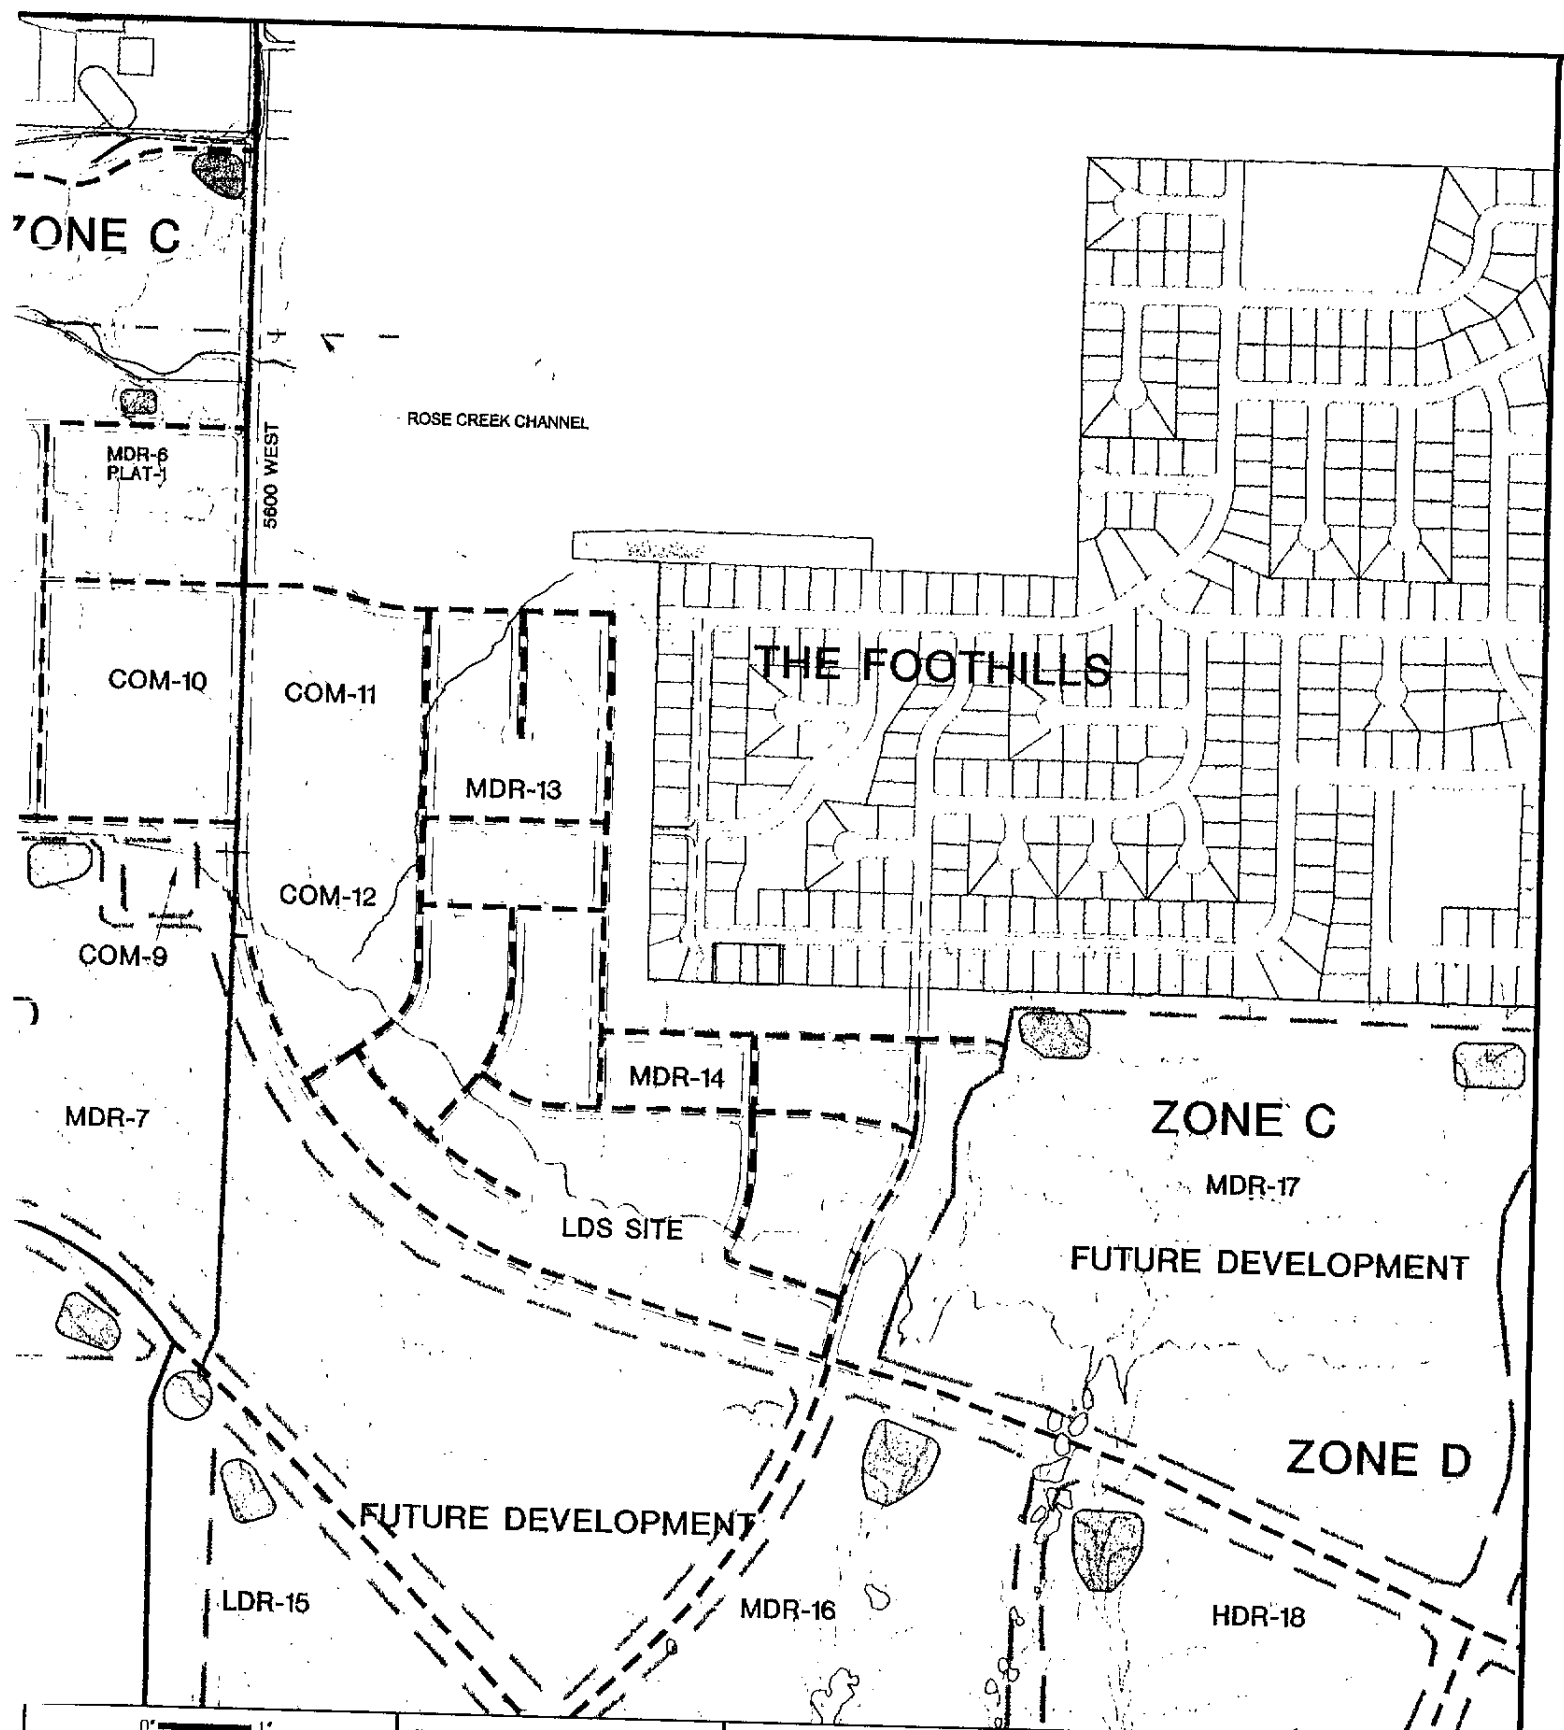 ZONE C
ROSE CREEK CHANNEL
MDR-6
PLAT-1
5600 WEST
THE FOOTHILLS
COM-10
COM-11
MDR-13
COM-12
COM-9
MDR-14
MDR-7
ZONE C
MDR-17
LDS SITE
FUTURE DEVELOPMENT
ZONE D
FUTURE DEVELOPMENT
LDR-15
MDR-16
HDR-18
0" 1"